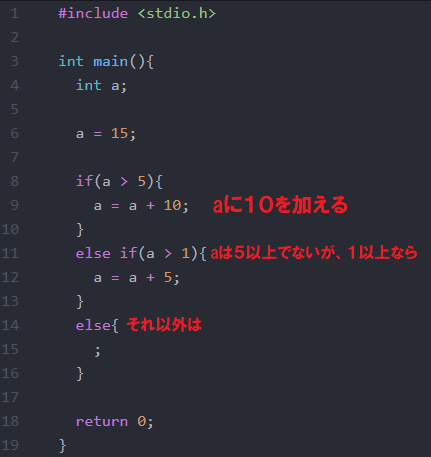 1 #include <stdio.h>
2
3 int main(){
4 int a;
5
6 a = 15;
7
8 if(a > 5){
9 a = a + 10; aに10を加える
10 }
11 else if(a > 1){ aは5以上でないが、1以上なら
12 a = a + 5;
13 }
14 else{ それ以外は
15 ;
16 }
17
18 return 0;
19 }